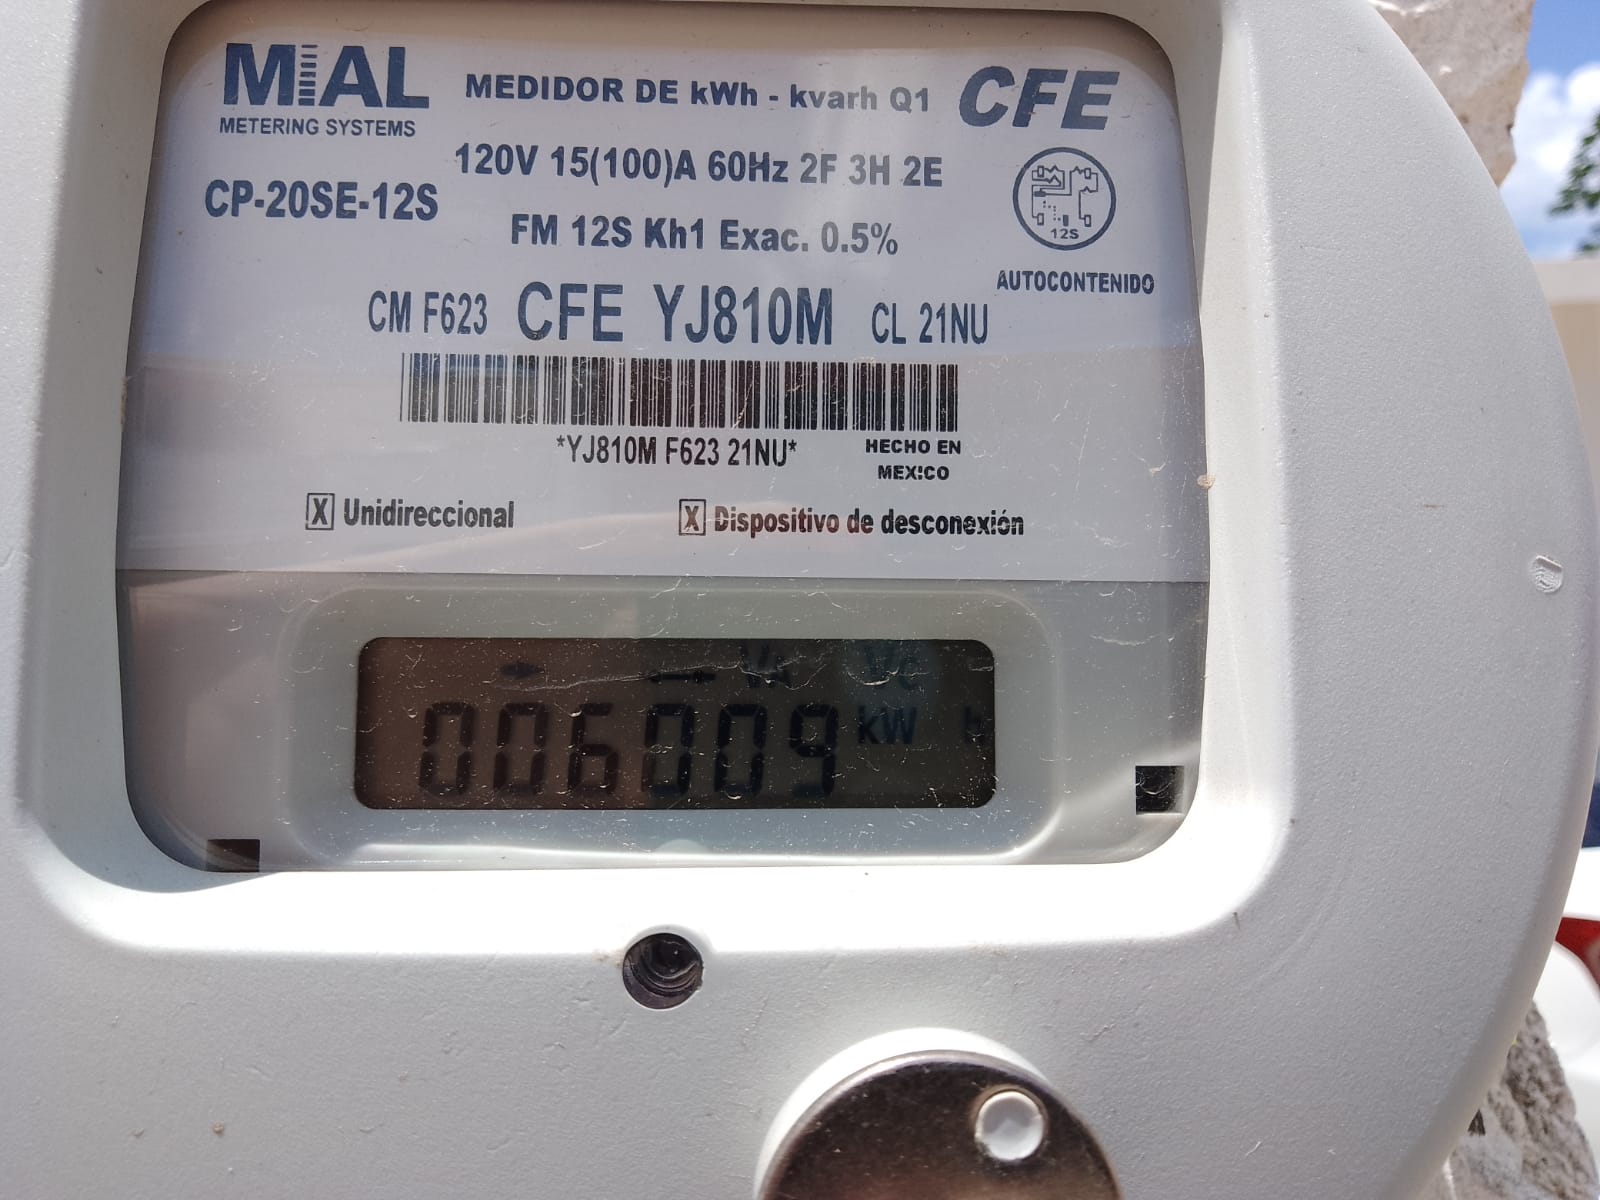 MIAL
METERING SYSTEMS
MEDIDOR DE kWh - kvarh Q1
CFE
120V 15(100)A 60Hz 2F 3H 2E
CP-20SE-12S
FM 12S Kh1 Exac. 0.5%
12S
AUTOCONTENIDO
CM F623 CFE YJ810M CL 21NU
*YJ810M F623 21NU*
HECHO EN
MEXICO
X Unidireccional
X Dispositivo de desconexión
VA VC
006009 kW h